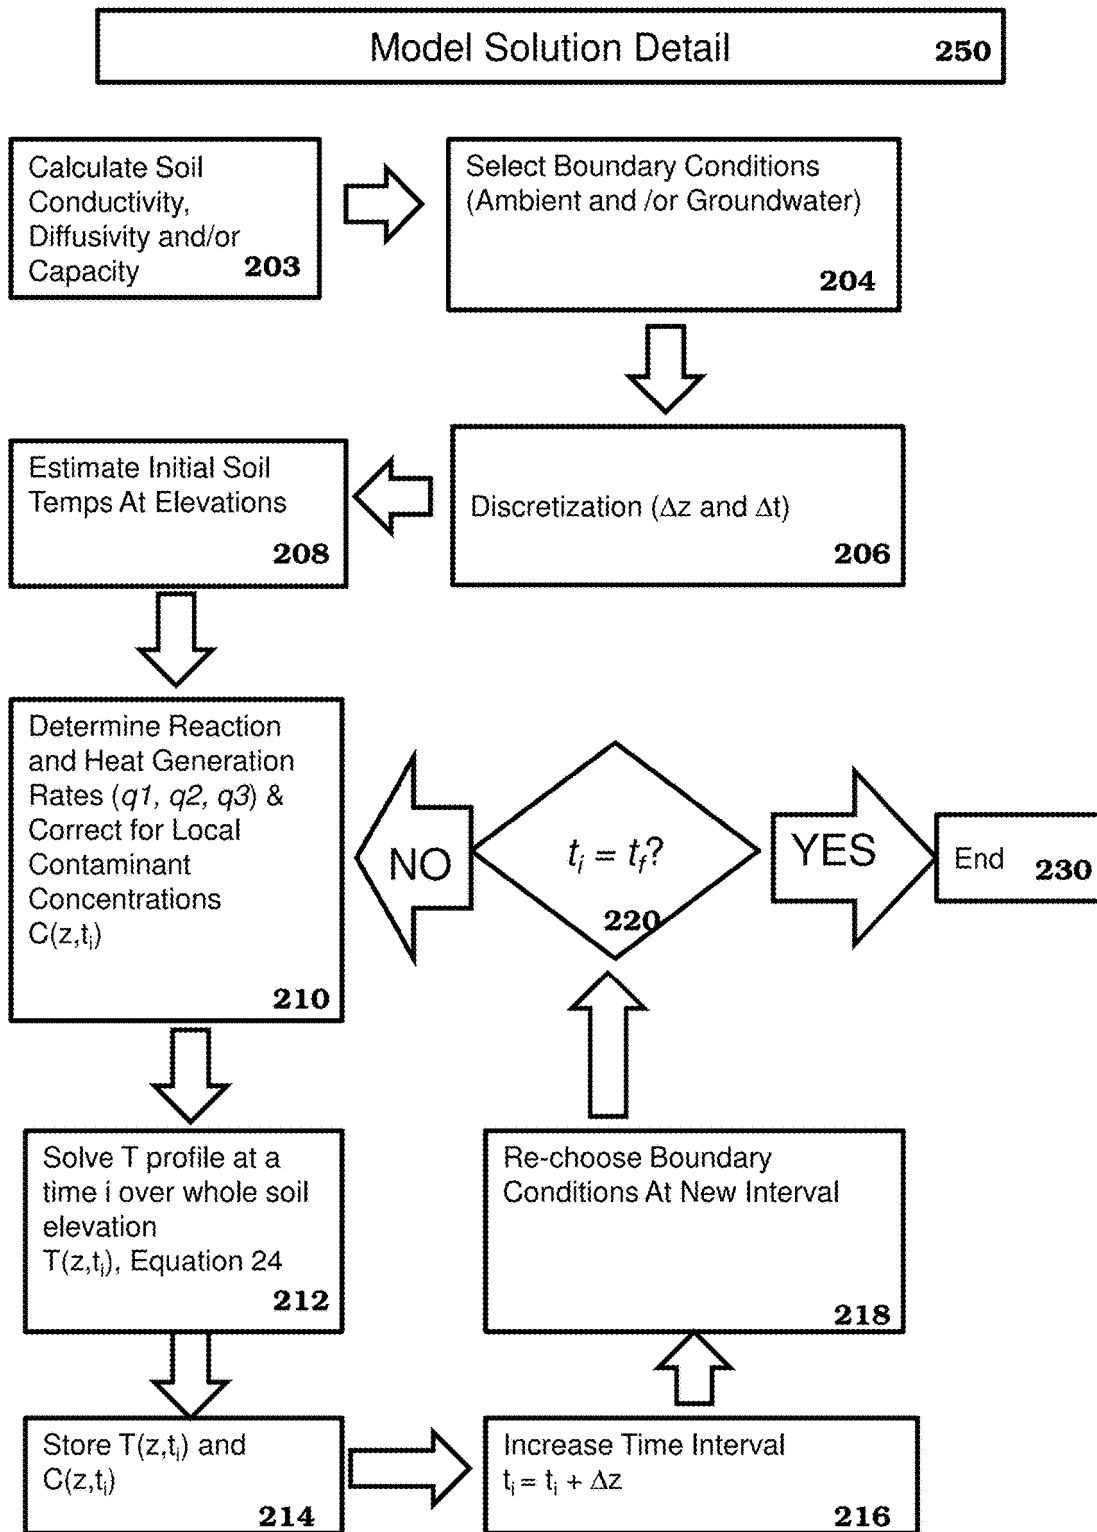 Model Solution Detail 250
Calculate Soil
Conductivity,
Diffusivity and/or
Capacity 203
Select Boundary Conditions
(Ambient and /or Groundwater)
204
Discretization (Δz and Δt)
206
Estimate Initial Soil
Temps At Elevations
208
Determine Reaction
and Heat Generation
Rates (q1, q2, q3) &
Correct for Local
Contaminant
Concentrations
C(z,tᵢ)
210
Solve T profile at a
time i over whole soil
elevation
T(z,tᵢ), Equation 24
212
Store T(z,tᵢ) and
C(z,tᵢ)
214
Increase Time Interval
tᵢ = tᵢ + Δz
216
Re-choose Boundary
Conditions At New Interval
218
tᵢ = t_f?
220
NO
YES
End 230